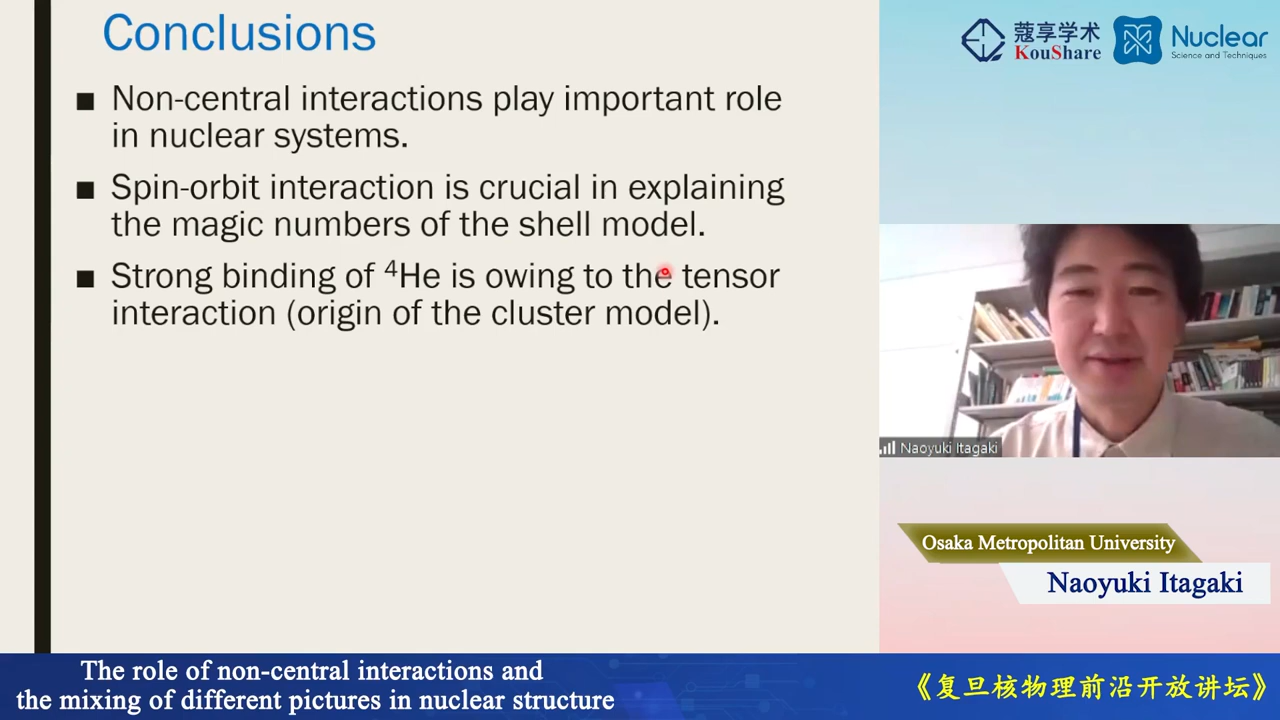 Conclusions
■ Non-central interactions play important role
in nuclear systems.
■ Spin-orbit interaction is crucial in explaining
the magic numbers of the shell model.
■ Strong binding of ⁴He is owing to the tensor
interaction (origin of the cluster model).
蔻享学术
KouShare
Nuclear
Science and Techniques
Naoyuki Itagaki
Osaka Metropolitan University
Naoyuki Itagaki
The role of non-central interactions and
the mixing of different pictures in nuclear structure
《复旦核物理前沿开放讲坛》